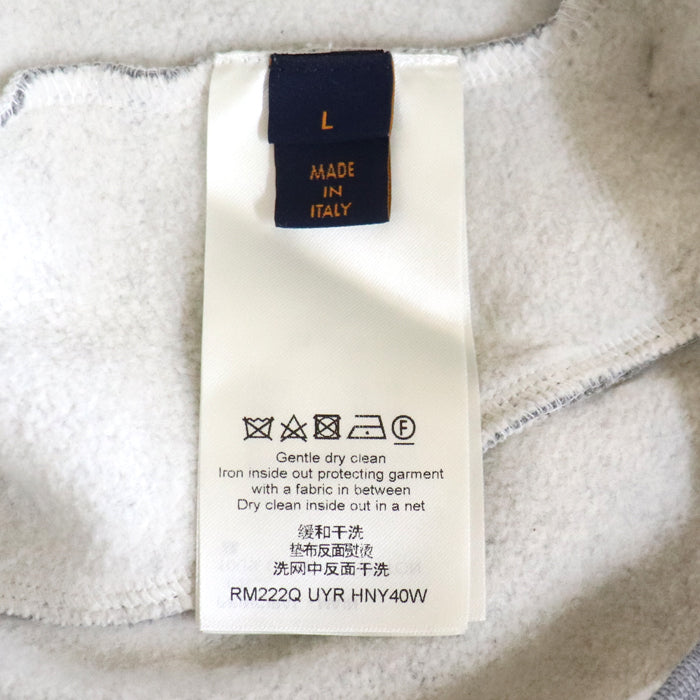 L
MADE
IN
ITALY
F
Gentle dry clean
Iron inside out protecting garment
with a fabric in between
Dry clean inside out in a net
缓和干洗
垫布反面熨烫
洗网中反面干洗
RM222Q UYR HNY40W